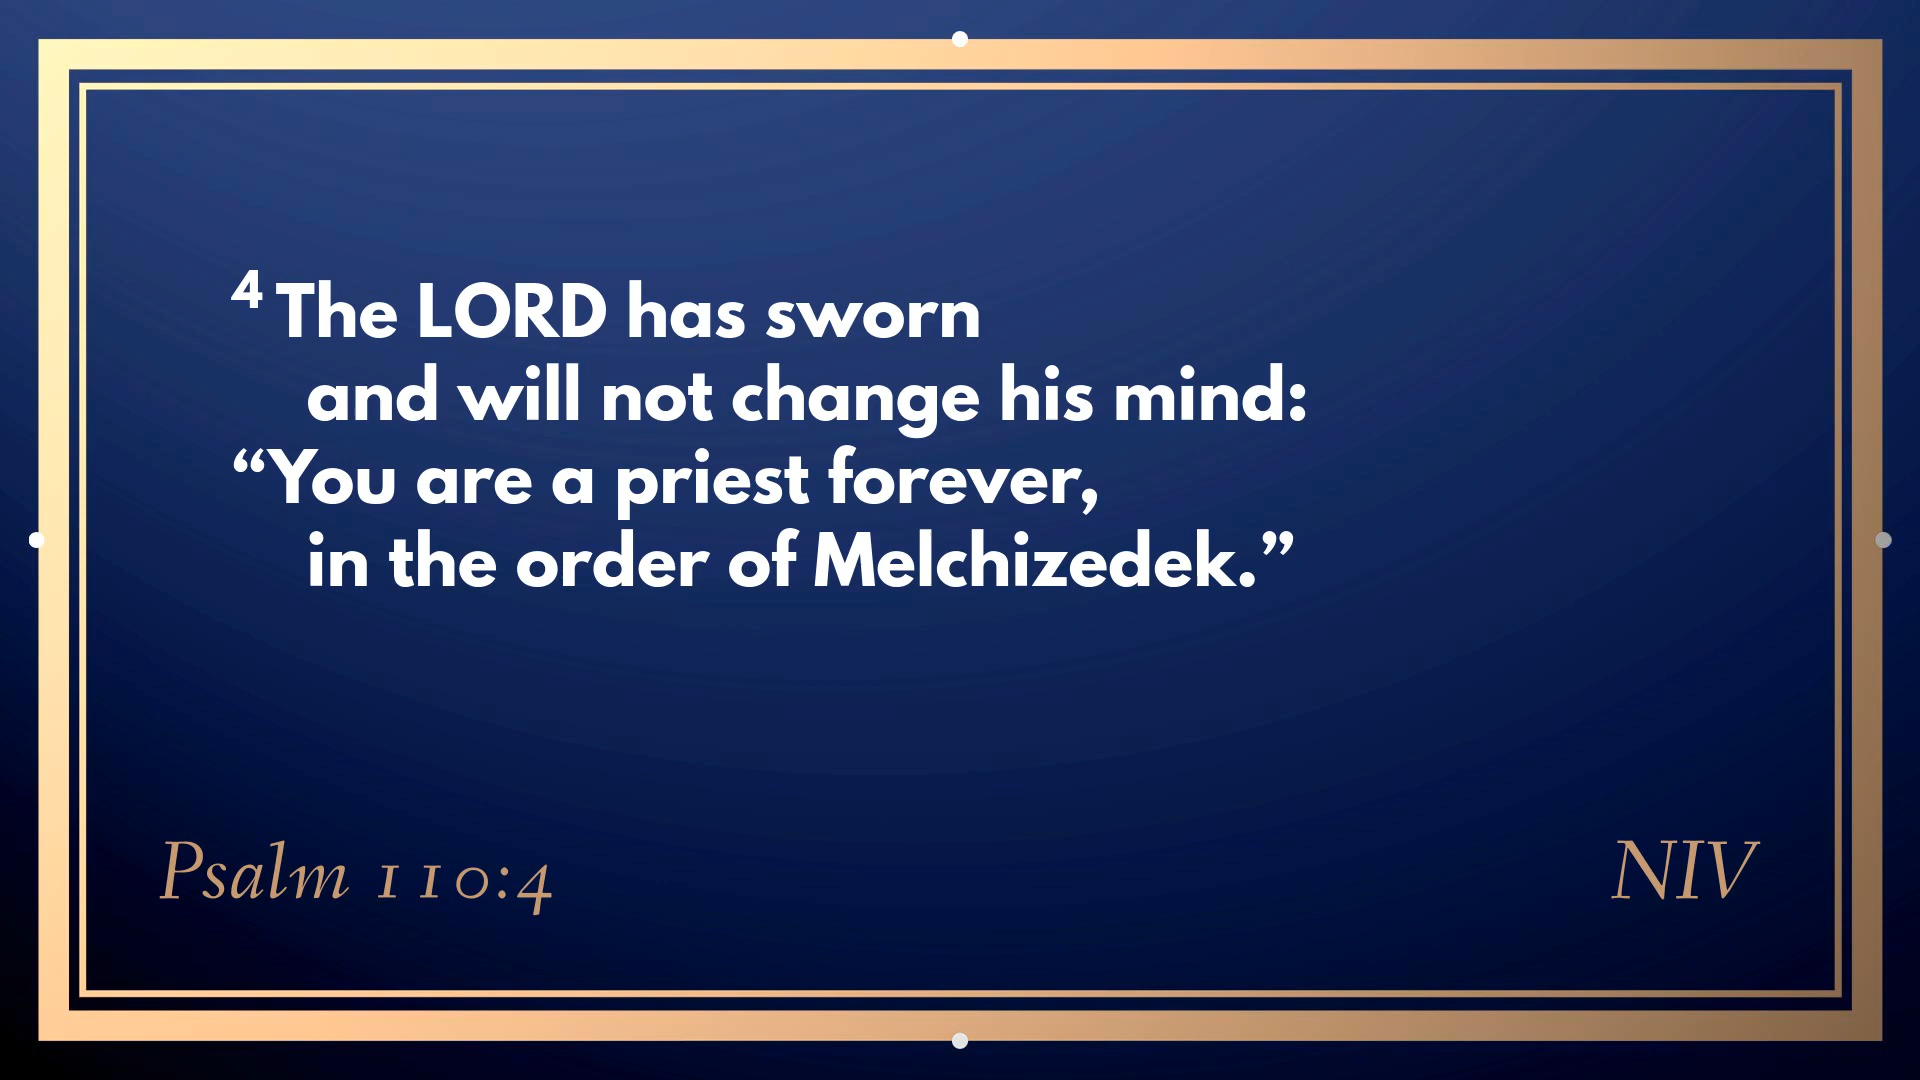 4 The LORD has sworn
and will not change his mind:
“You are a priest forever,
in the order of Melchizedek.”
Psalm 110:4
NIV